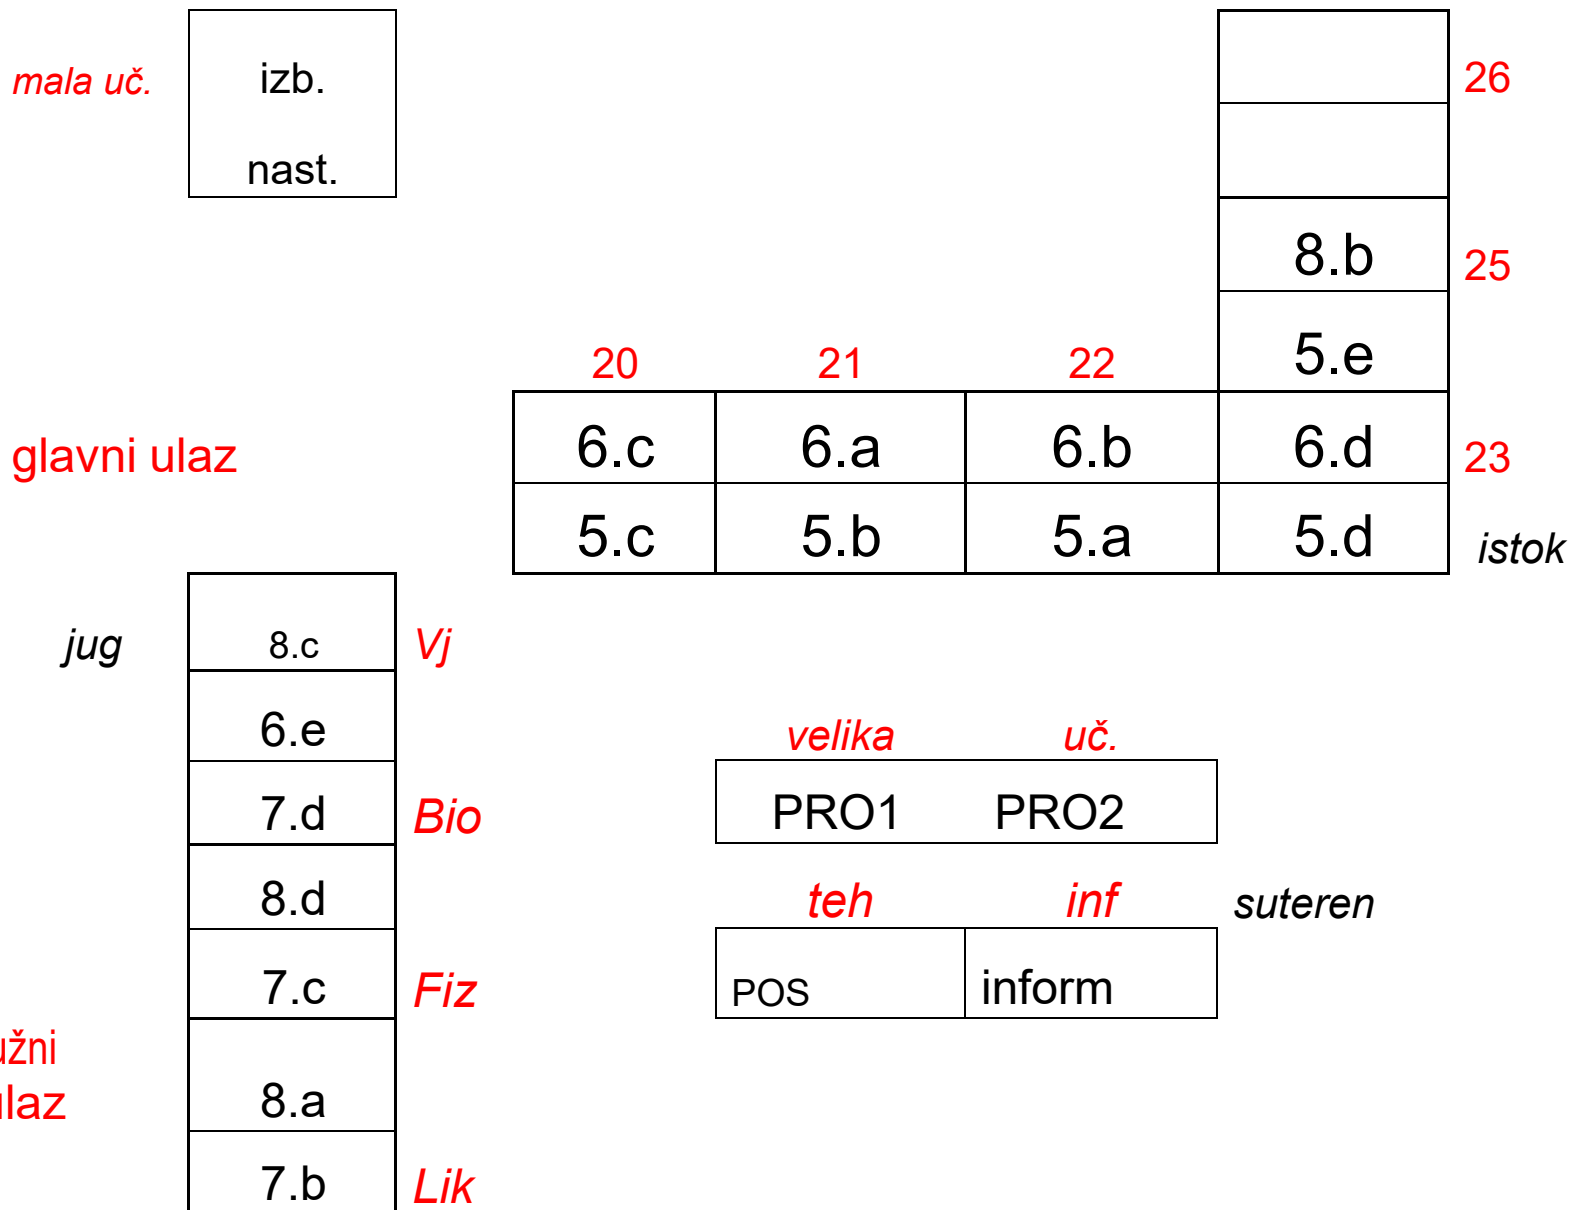 mala uč. izb. 26
nast.
8.b 25
20 21 22 5.e
glavni ulaz 6.c 6.a 6.b 6.d 23
5.c 5.b 5.a 5.d istok
jug 8.c Vj
6.e velika uč.
7.d Bio PRO1 PRO2
8.d teh inf suteren
7.c Fiz POS inform
užni
ulaz 8.a
7.b Lik